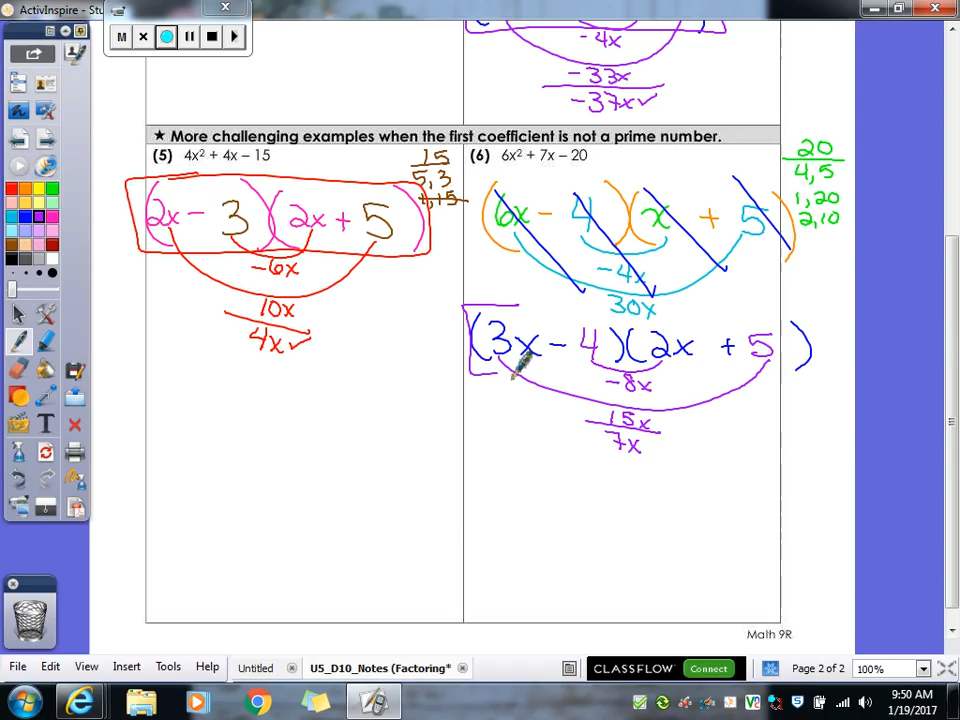 ActivInspire - Stu
M
-4x
-33x
-37x✓
★ More challenging examples when the first coefficient is not a prime number.
(5) 4x² + 4x – 15
15
5, 3
1, 15
(2x - 3)(2x + 5)
-6x
10x
4x✓
(6) 6x² + 7x – 20
20
4, 5
1, 20
2, 10
(6x - 4)(x + 5)
-4x
30x
(3x - 4)(2x + 5)
-8x
15x
7x
Math 9R
File Edit View Insert Tools Help Untitled U5_D10_Notes (Factoring* CLASSFLOW Connect Page 2 of 2 100%
9:50 AM
1/19/2017